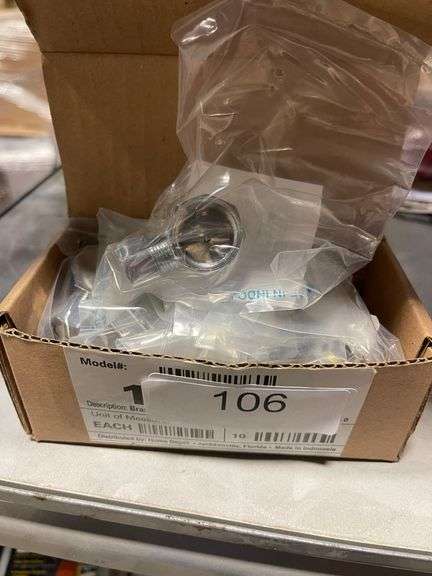 Model#:
1
106
Description: Bra
Unit of Meas
EACH
10
Distributed by: Home Depot • Jacksonville, Florida • Made in Indonesia